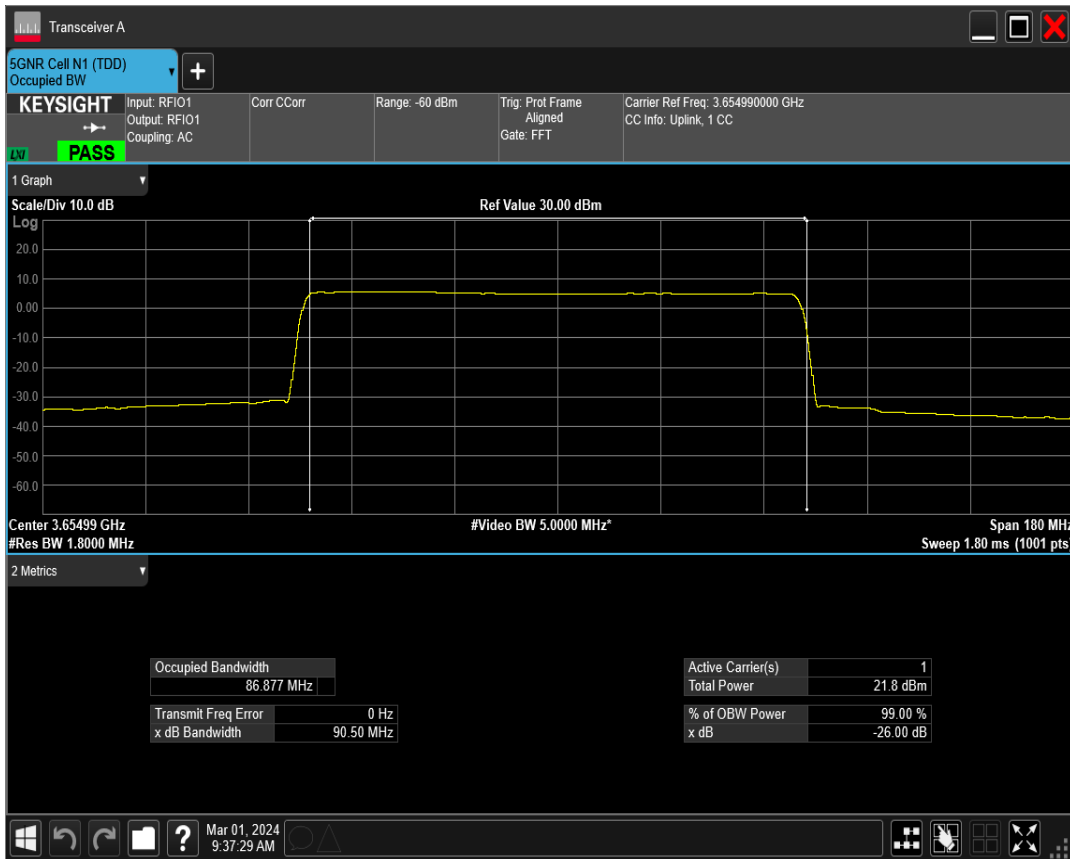 Transceiver A
5GNR Cell N1 (TDD)
Occupied BW
KEYSIGHT
LXI
PASS
Input: RFIO1
Output: RFIO1
Coupling: AC
Corr CCorr
Range: -60 dBm
Trig: Prot Frame
Aligned
Gate: FFT
Carrier Ref Freq: 3.654990000 GHz
CC Info: Uplink, 1 CC
1 Graph
Scale/Div 10.0 dB
Ref Value 30.00 dBm
Log
20.0
10.0
0.00
-10.0
-20.0
-30.0
-40.0
-50.0
-60.0
Center 3.65499 GHz
#Video BW 5.0000 MHz*
Span 180 MHz
#Res BW 1.8000 MHz
Sweep 1.80 ms (1001 pts)
2 Metrics
Occupied Bandwidth
86.877 MHz
Transmit Freq Error 0 Hz
x dB Bandwidth 90.50 MHz
Active Carrier(s) 1
Total Power 21.8 dBm
% of OBW Power 99.00 %
x dB -26.00 dB
?
Mar 01, 2024
9:37:29 AM